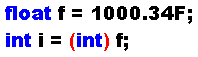 float f = 1000.34F;
int i = (int) f;